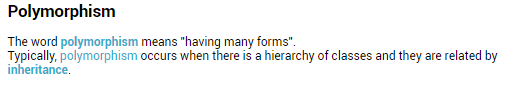 Polymorphism
The word polymorphism means "having many forms".
Typically, polymorphism occurs when there is a hierarchy of classes and they are related by
inheritance.